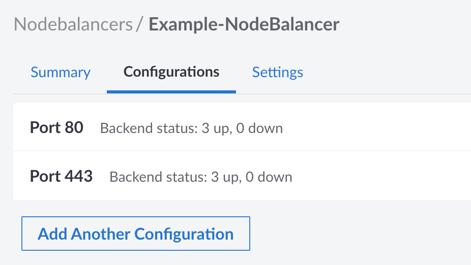 Nodebalancers / Example-NodeBalancer
Summary Configurations Settings
Port 80 Backend status: 3 up, 0 down
Port 443 Backend status: 3 up, 0 down
Add Another Configuration